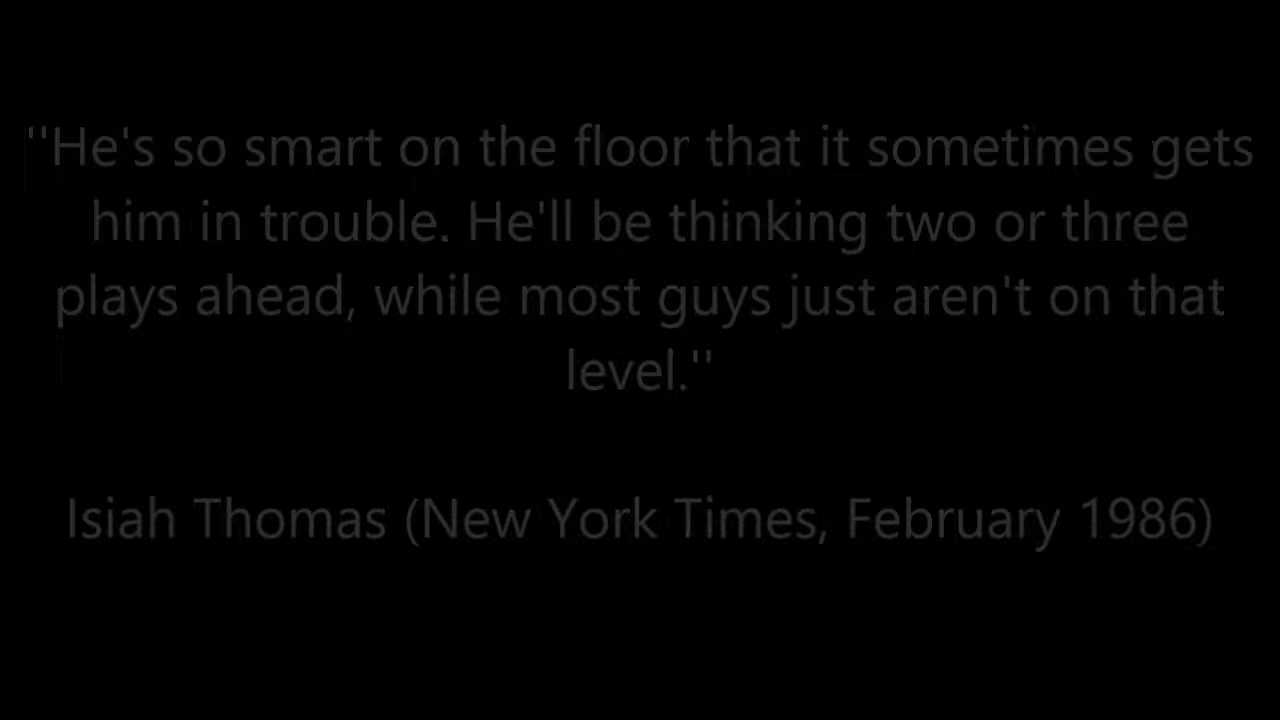 "He's so smart on the floor that it sometimes gets
him in trouble. He'll be thinking two or three
plays ahead, while most guys just aren't on that
level."
Isiah Thomas (New York Times, February 1986)